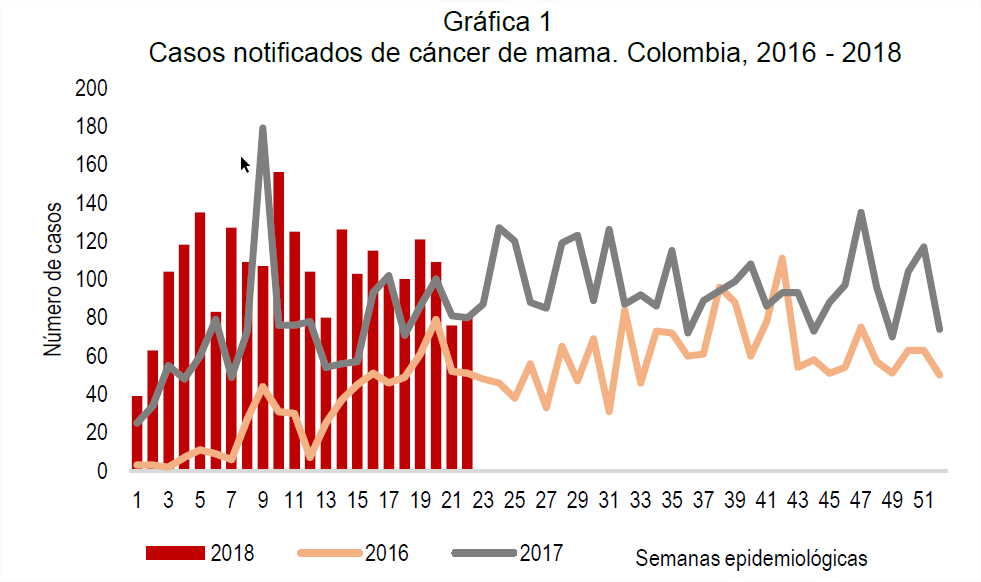 Gráfica 1
Casos notificados de cáncer de mama. Colombia, 2016 - 2018
Número de casos
200
180
160
140
120
100
80
60
40
20
0
1 3 5 7 9 11 13 15 17 19 21 23 25 27 29 31 33 35 37 39 41 43 45 47 49 51
2018 2016 2017 Semanas epidemiológicas